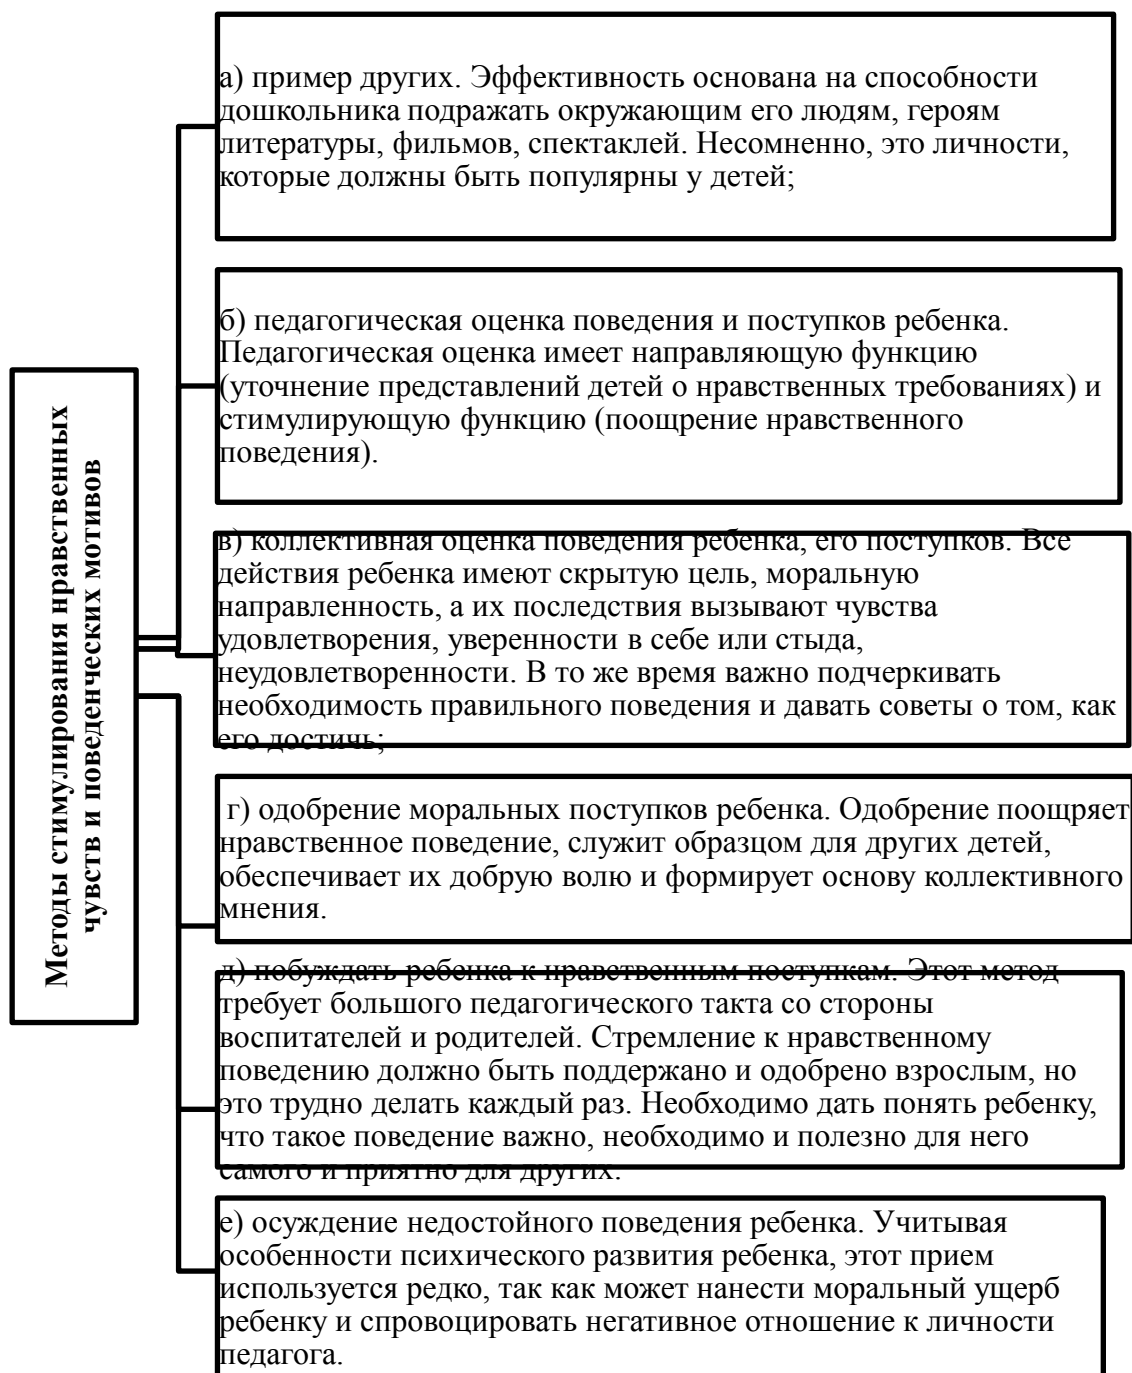 Методы стимулирования нравственных
чувств и поведенческих мотивов
а) пример других. Эффективность основана на способности
дошкольника подражать окружающим его людям, героям
литературы, фильмов, спектаклей. Несомненно, это личности,
которые должны быть популярны у детей;
б) педагогическая оценка поведения и поступков ребенка.
Педагогическая оценка имеет направляющую функцию
(уточнение представлений детей о нравственных требованиях) и
стимулирующую функцию (поощрение нравственного
поведения).
в) коллективная оценка поведения ребенка, его поступков. Все
действия ребенка имеют скрытую цель, моральную
направленность, а их последствия вызывают чувства
удовлетворения, уверенности в себе или стыда,
неудовлетворенности. В то же время важно подчеркивать
необходимость правильного поведения и давать советы о том, как
его достичь;
г) одобрение моральных поступков ребенка. Одобрение поощряет
нравственное поведение, служит образцом для других детей,
обеспечивает их добрую волю и формирует основу коллективного
мнения.
д) побуждать ребенка к нравственным поступкам. Этот метод
требует большого педагогического такта со стороны
воспитателей и родителей. Стремление к нравственному
поведению должно быть поддержано и одобрено взрослым, но
это трудно делать каждый раз. Необходимо дать понять ребенку,
что такое поведение важно, необходимо и полезно для него
самого и приятно для других.
е) осуждение недостойного поведения ребенка. Учитывая
особенности психического развития ребенка, этот прием
используется редко, так как может нанести моральный ущерб
ребенку и спровоцировать негативное отношение к личности
педагога.